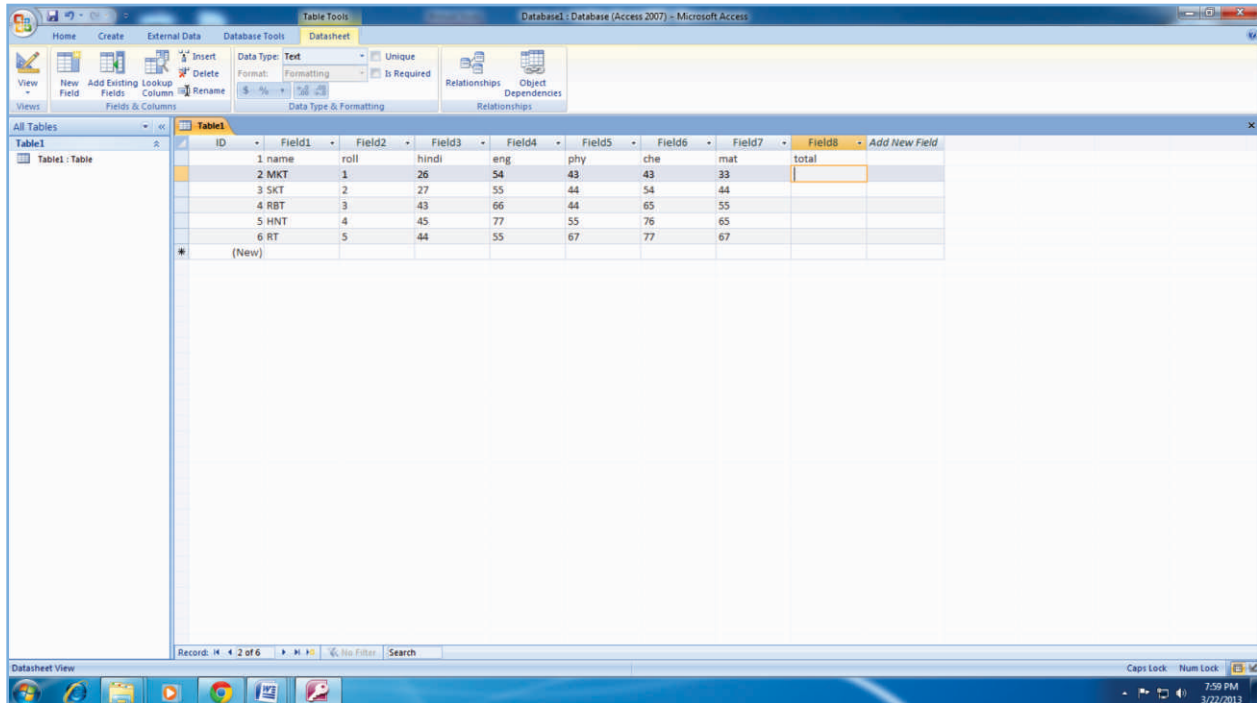 Table Tools
Database1 : Database (Access 2007) - Microsoft Access
Home Create External Data Database Tools Datasheet
View
New Field
Add Existing Fields
Lookup Column
Insert
Delete
Rename
Data Type: Text
Format: Formatting
$ %
Unique
Is Required
Relationships
Object Dependencies
Views Fields & Columns Data Type & Formatting Relationships
All Tables
Table1
Table1 : Table
Table1
ID Field1 Field2 Field3 Field4 Field5 Field6 Field7 Field8 Add New Field
1 name roll hindi eng phy che mat total
2 MKT 1 26 54 43 43 33
3 SKT 2 27 55 44 54 44
4 RBT 3 43 66 44 65 55
5 HNT 4 45 77 55 76 65
6 RT 5 44 55 67 77 67
(New)
Record: 2 of 6 No Filter Search
Datasheet View
Caps Lock Num Lock
7:59 PM
3/22/2013